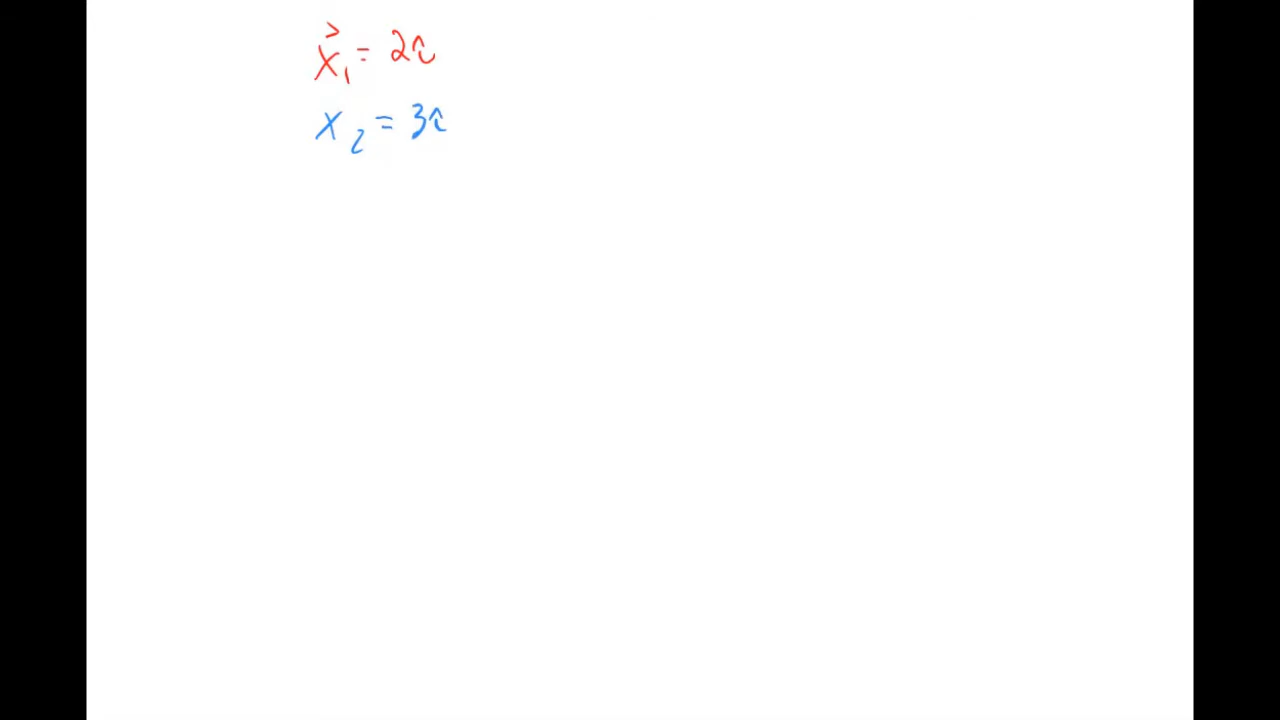 x⃗₁ = 2î
x₂ = 3î